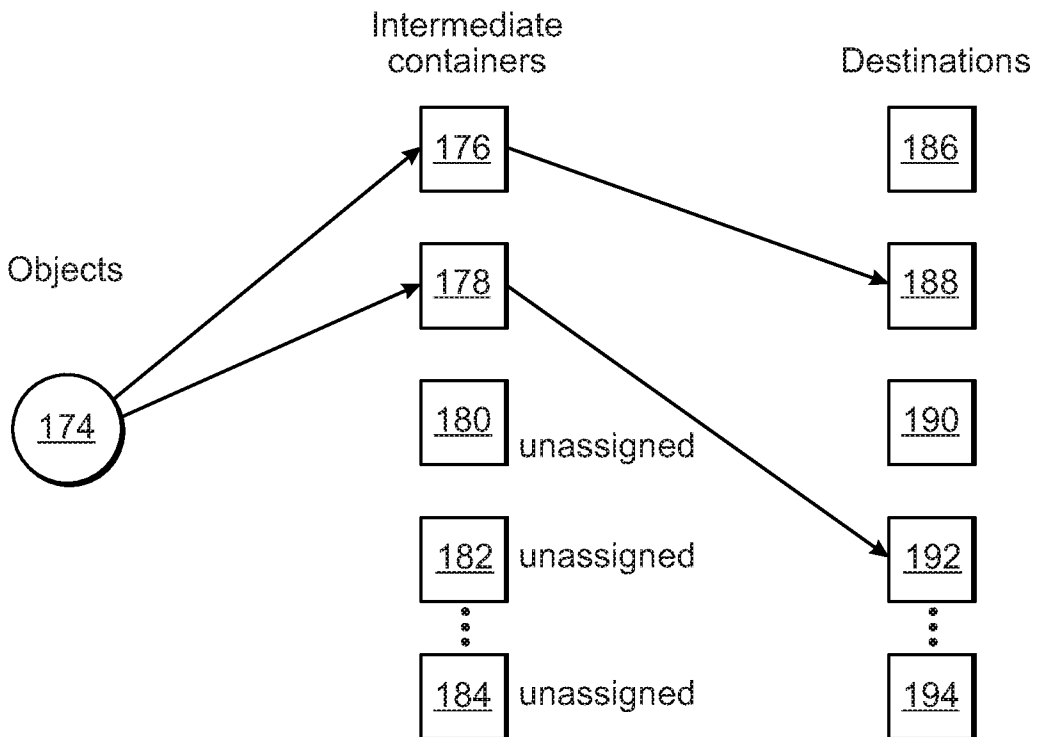 Intermediate
containers
Destinations
176
186
Objects
178
188
174
180
unassigned
190
182
unassigned
192
184
unassigned
194